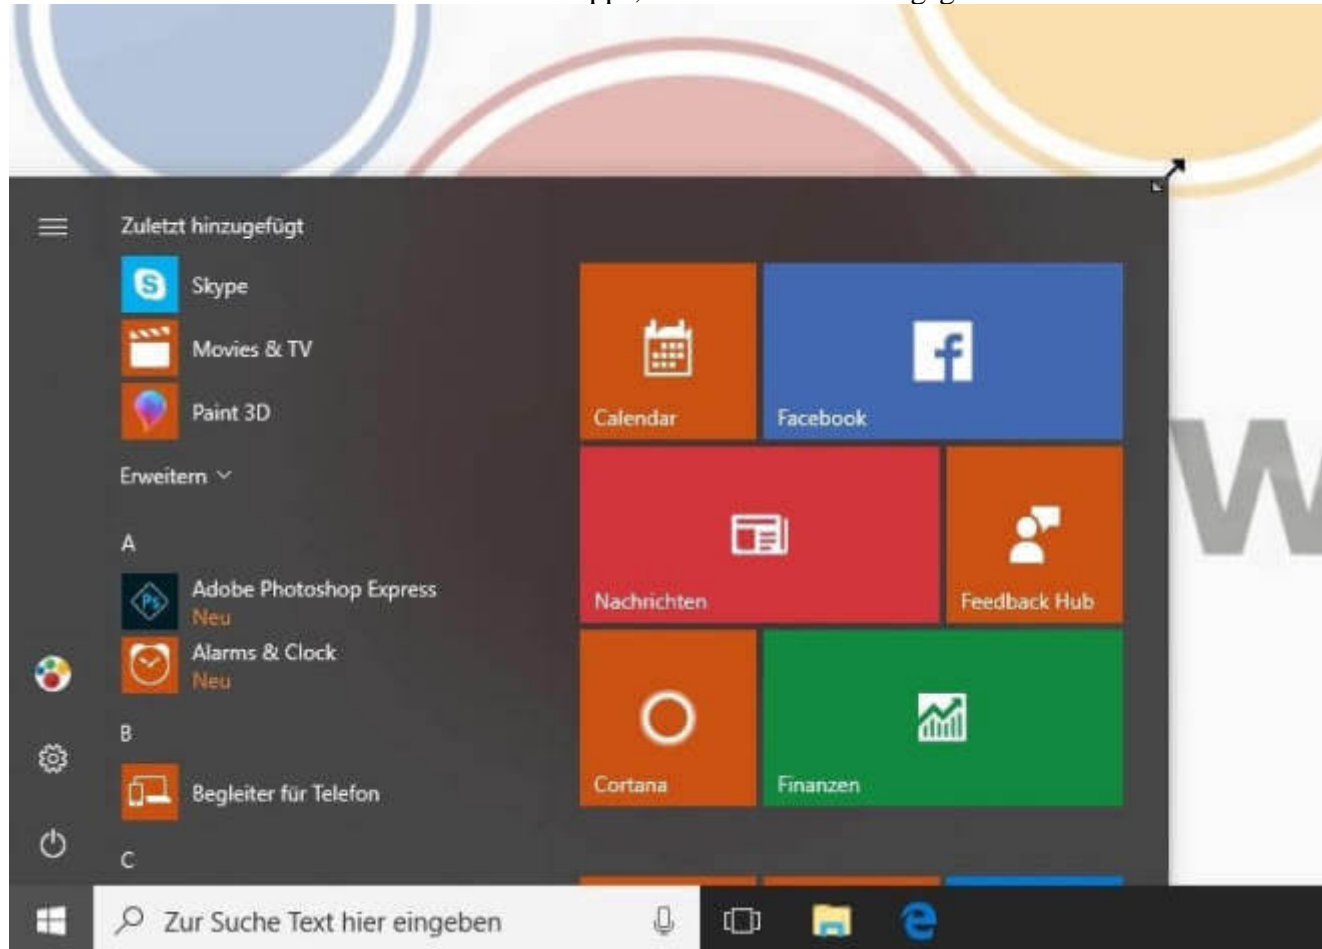 Zuletzt hinzugefügt
Skype
Movies & TV
Paint 3D
Erweitern
A
Adobe Photoshop Express
Neu
Alarms & Clock
Neu
B
Begleiter für Telefon
C
Calendar
Facebook
Nachrichten
Feedback Hub
Cortana
Finanzen
W
Zur Suche Text hier eingeben